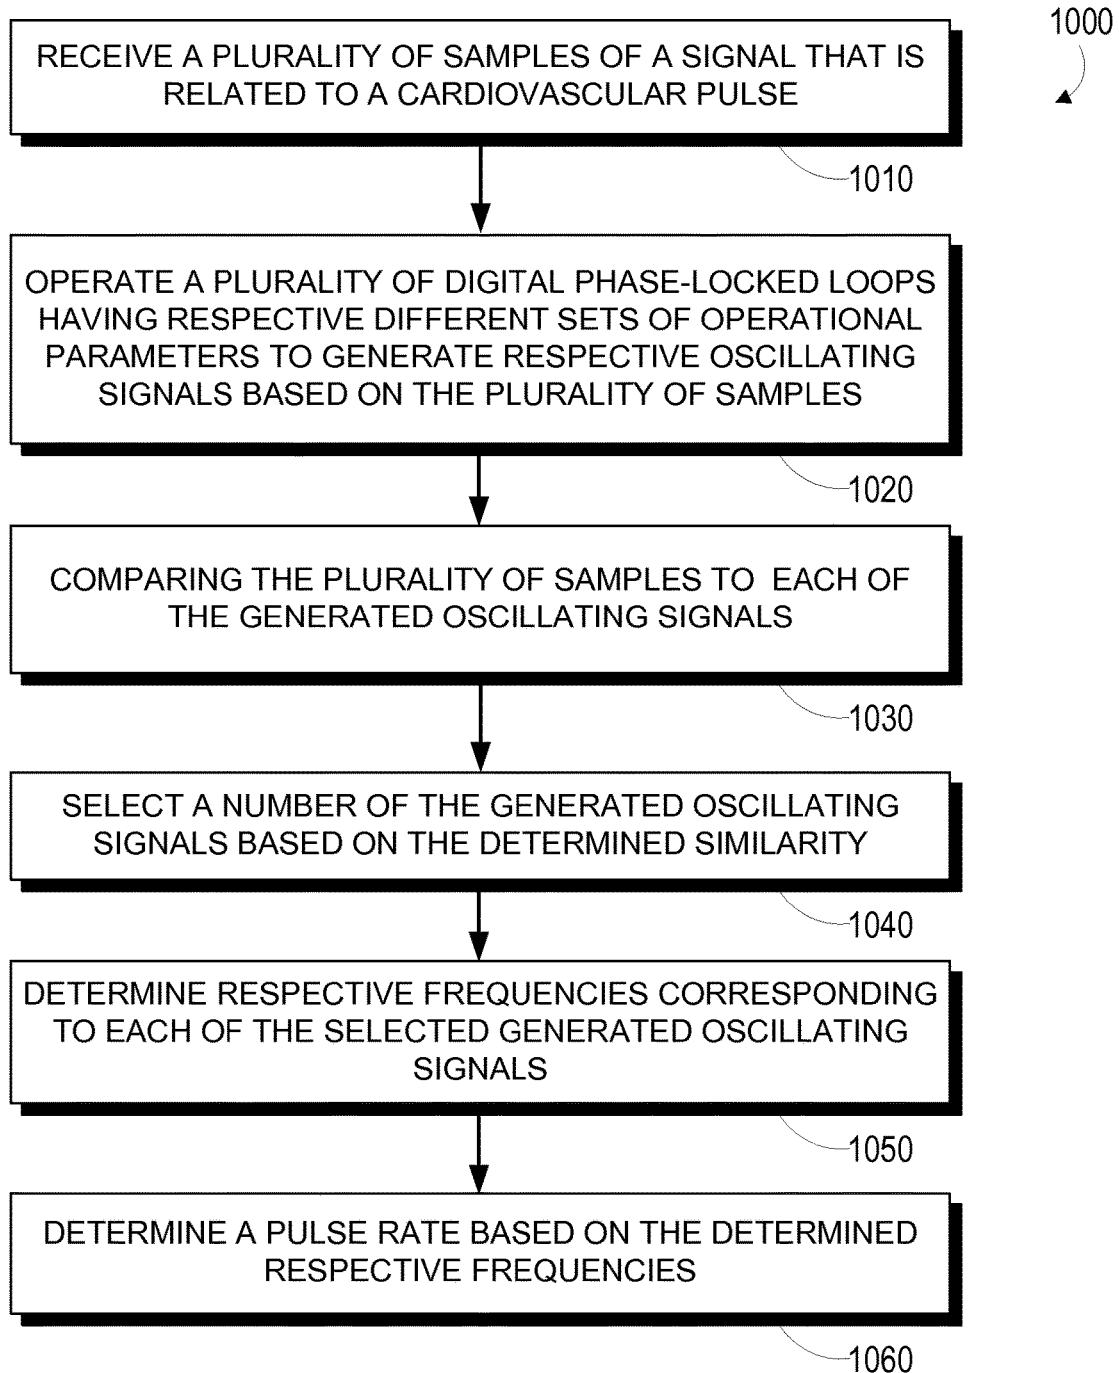 1000
RECEIVE A PLURALITY OF SAMPLES OF A SIGNAL THAT IS
RELATED TO A CARDIOVASCULAR PULSE
1010
OPERATE A PLURALITY OF DIGITAL PHASE-LOCKED LOOPS
HAVING RESPECTIVE DIFFERENT SETS OF OPERATIONAL
PARAMETERS TO GENERATE RESPECTIVE OSCILLATING
SIGNALS BASED ON THE PLURALITY OF SAMPLES
1020
COMPARING THE PLURALITY OF SAMPLES TO EACH OF
THE GENERATED OSCILLATING SIGNALS
1030
SELECT A NUMBER OF THE GENERATED OSCILLATING
SIGNALS BASED ON THE DETERMINED SIMILARITY
1040
DETERMINE RESPECTIVE FREQUENCIES CORRESPONDING
TO EACH OF THE SELECTED GENERATED OSCILLATING
SIGNALS
1050
DETERMINE A PULSE RATE BASED ON THE DETERMINED
RESPECTIVE FREQUENCIES
1060